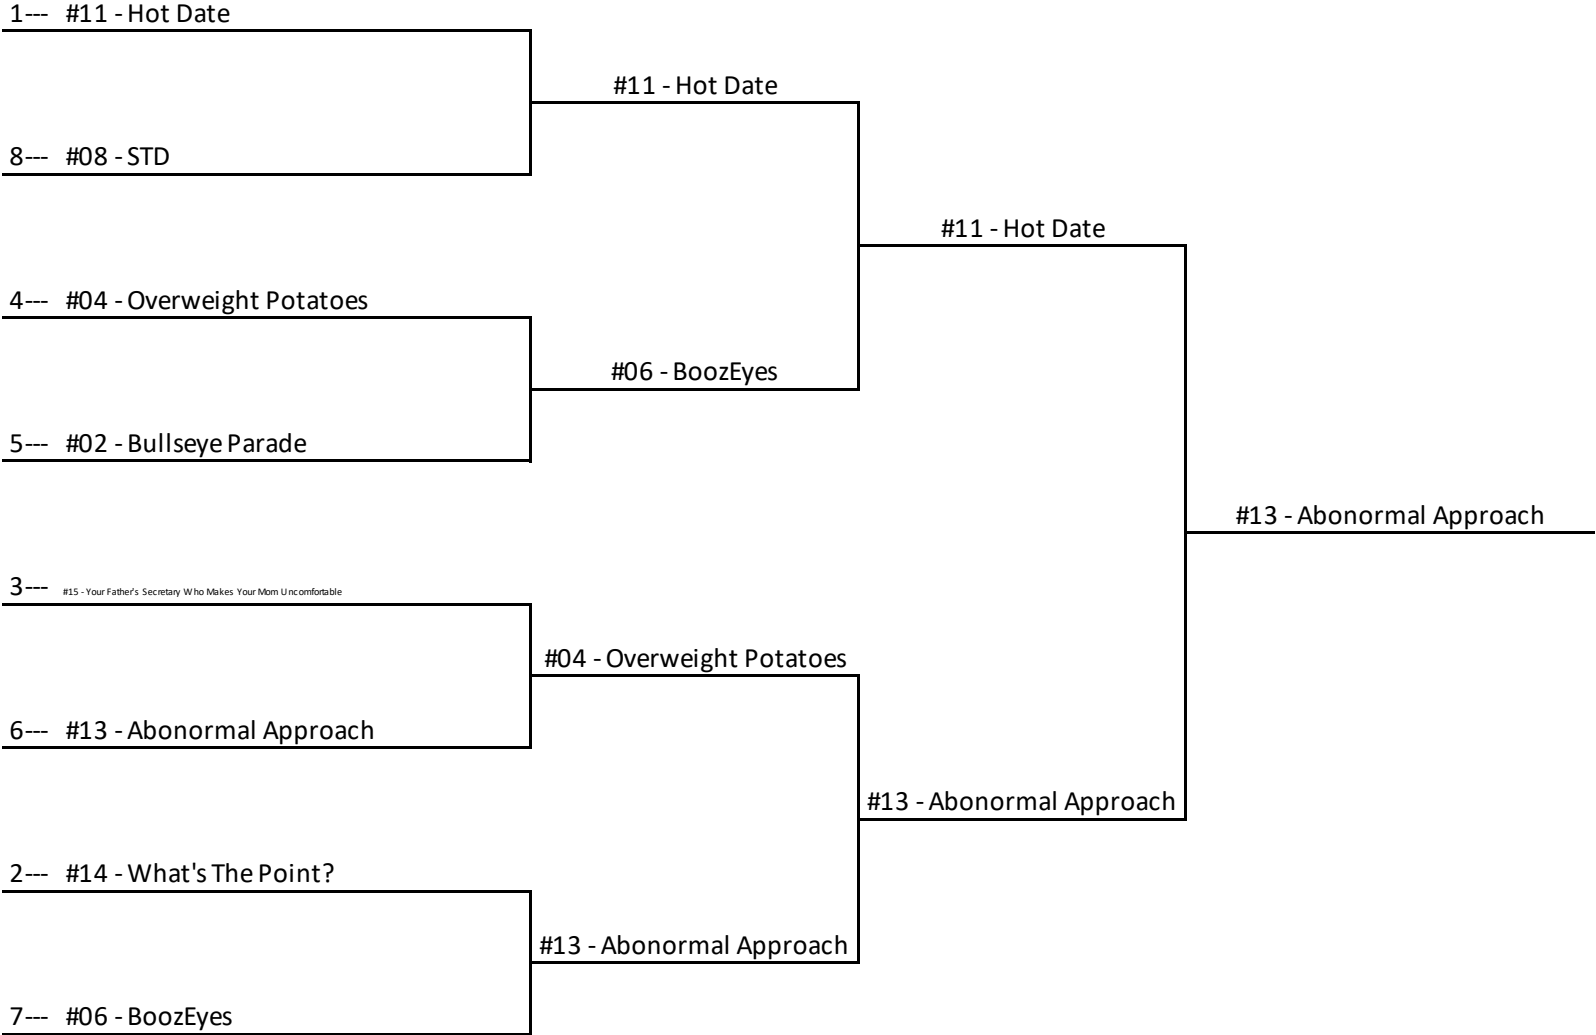 1--- #11 - Hot Date
#11 - Hot Date
8--- #08 - STD
#11 - Hot Date
4--- #04 - Overweight Potatoes
#06 - BoozEyes
5--- #02 - Bullseye Parade
#13 - Abonormal Approach
3--- #15 - Your Father's Secretary Who Makes Your Mom Uncomfortable
#04 - Overweight Potatoes
6--- #13 - Abonormal Approach
#13 - Abonormal Approach
2--- #14 - What's The Point?
#13 - Abonormal Approach
7--- #06 - BoozEyes